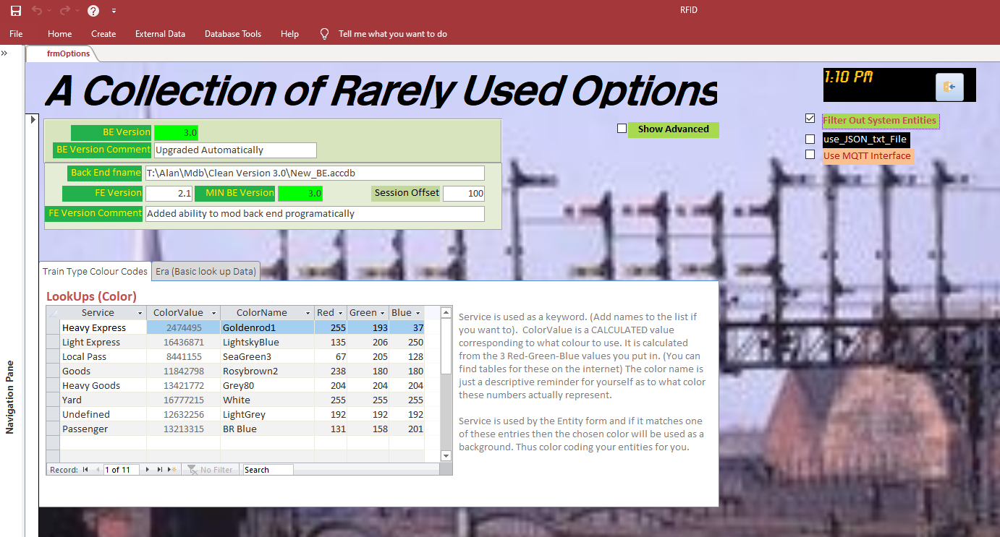 RFID
File Home Create External Data Database Tools Help Tell me what you want to do
frmOptions
A Collection of Rarely Used Options
1:10 PM
BE Version 3.0
BE Version Comment Upgraded Automatically
Show Advanced
Filter Out System Entities
use_JSON_txt_File
Use MQTT Interface
Back End fname T:\Alan\Mdb\Clean Version 3.0\New_BE.accdb
FE Version 2.1 MIN BE Version 3.0 Session Offset 100
FE Version Comment Added ability to mod back end programatically
Train Type Colour Codes Era (Basic look up Data)
LookUps (Color)
Service ColorValue ColorName Red Green Blue
Heavy Express 2474495 Goldenrod1 255 193 37
Light Express 16436871 LightskyBlue 135 206 250
Local Pass 8441155 SeaGreen3 67 205 128
Goods 11842798 Rosybrown2 238 180 180
Heavy Goods 13421772 Grey80 204 204 204
Yard 16777215 White 255 255 255
Undefined 12632256 LightGrey 192 192 192
Passenger 13213315 BR Blue 131 158 201
Record: 1 of 11 No Filter Search
Service is used as a keyword. (Add names to the list if
you want to). ColorValue is a CALCULATED value
corresponding to what colour to use. It is calculated
from the 3 Red-Green-Blue values you put in. (You can
find tables for these on the internet) The color name is
just a descriptive reminder for yourself as to what color
these numbers actually represent.
Service is used by the Entity form and if it matches one
of these entries then the chosen color will be used as a
background. Thus color coding your entities for you.
Navigation Pane